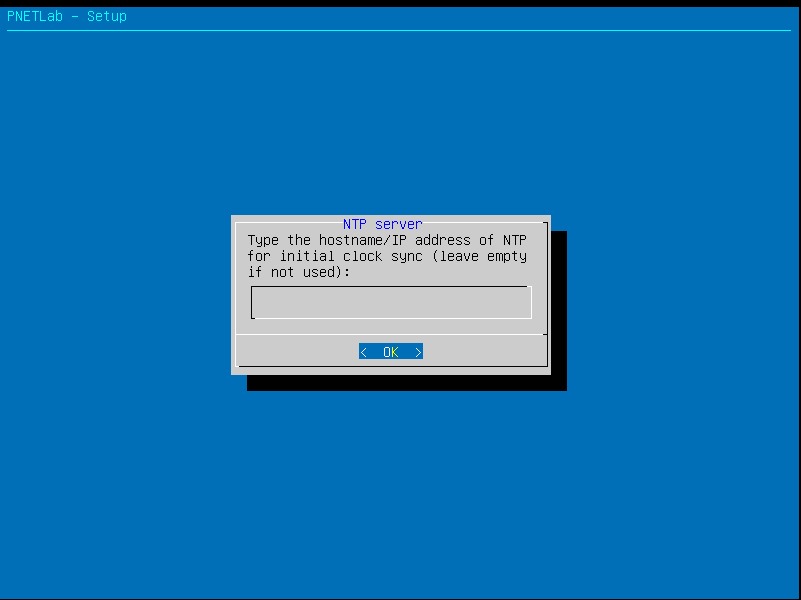 PNETLab - Setup
NTP server
Type the hostname/IP address of NTP
for initial clock sync (leave empty
if not used):
< OK >